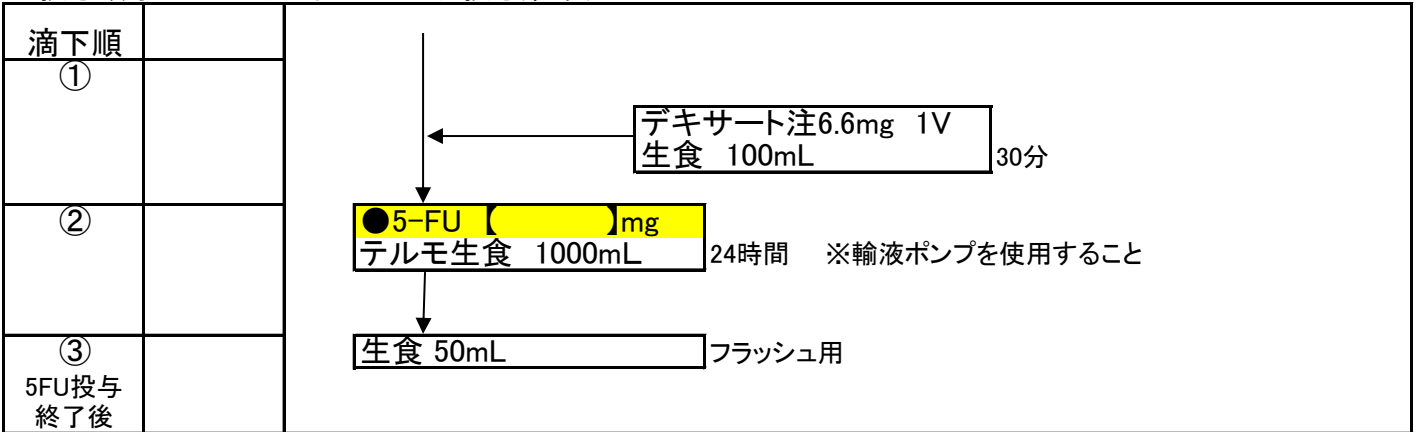 滴下順
①
デキサート注6.6mg 1V
生食 100mL
30分
②
●5-FU 【 】mg
テルモ生食 1000mL
24時間 ※輸液ポンプを使用すること
③
5FU投与
終了後
生食 50mL
フラッシュ用